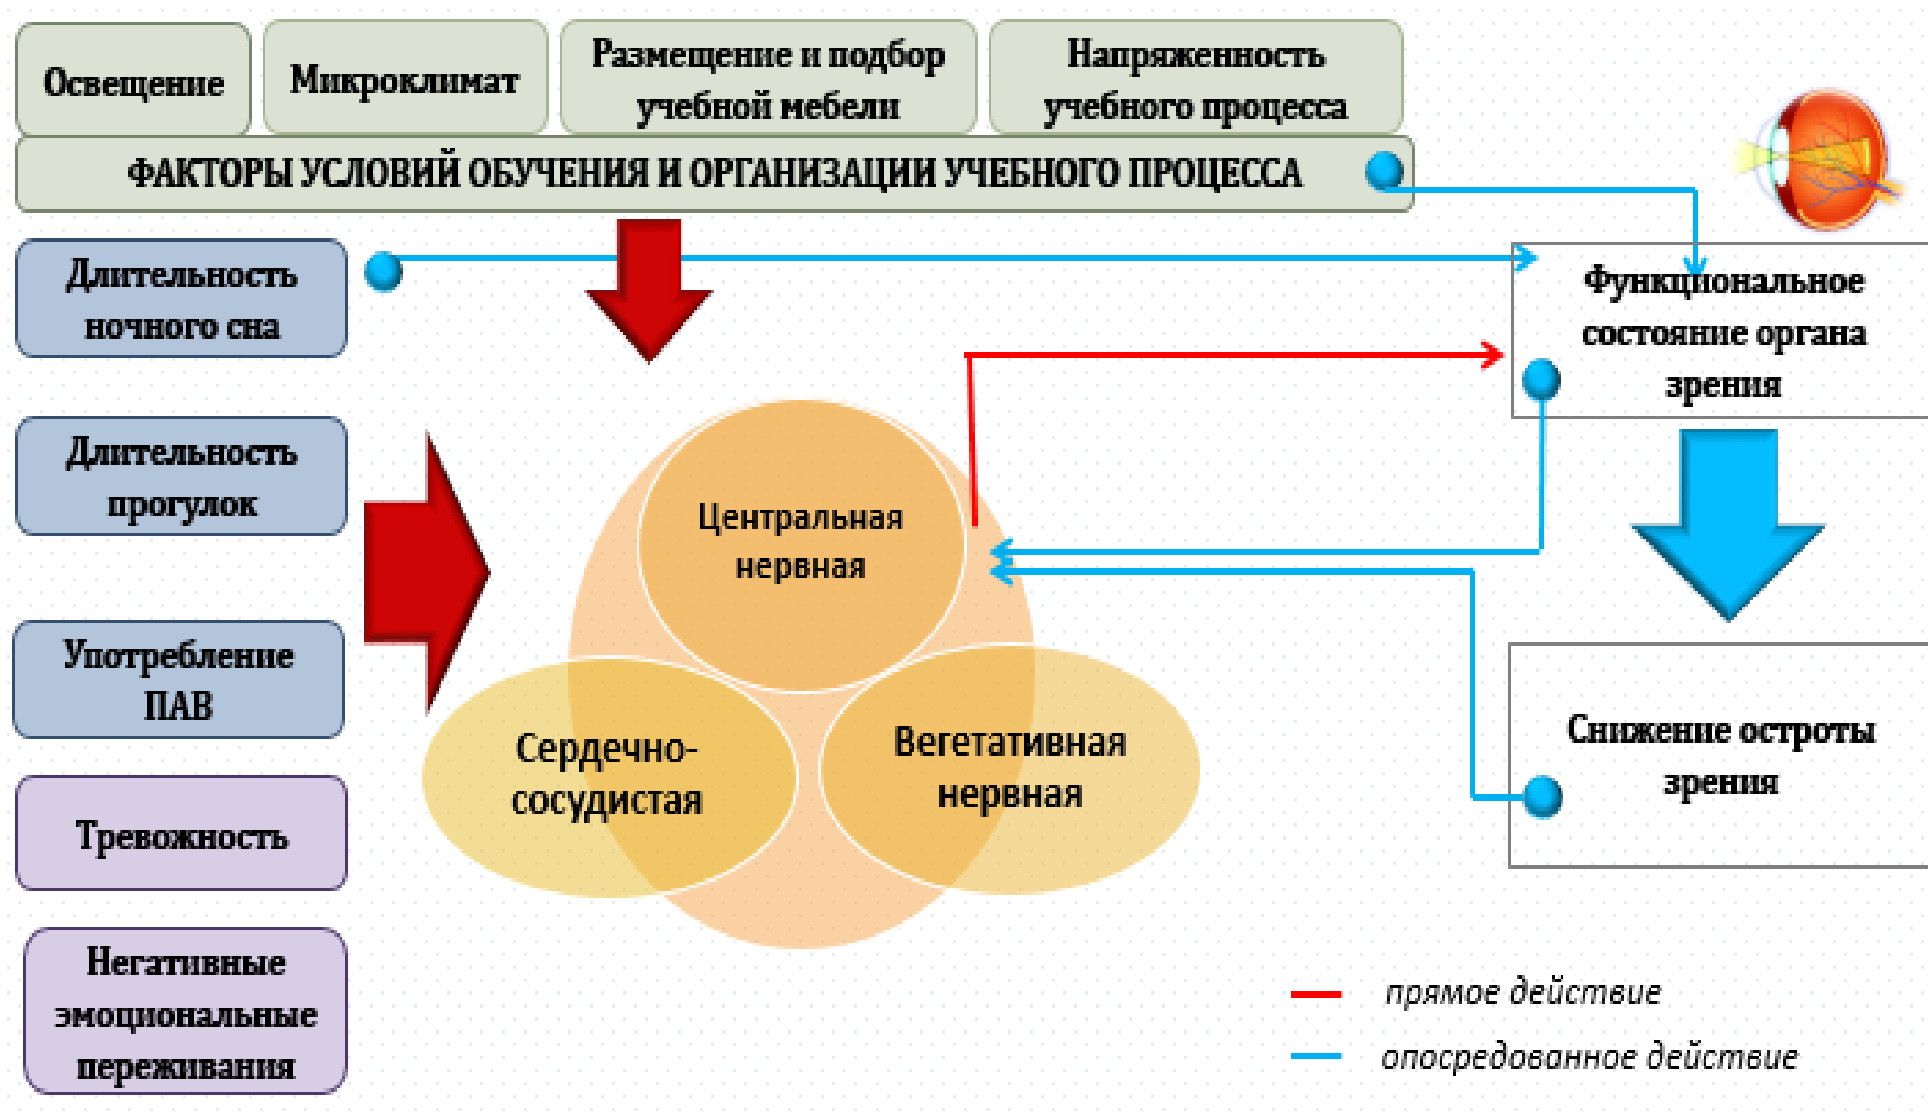 Освещение
Микроклимат
Размещение и подбор
учебной мебели
Напряженность
учебного процесса
ФАКТОРЫ УСЛОВИЙ ОБУЧЕНИЯ И ОРГАНИЗАЦИИ УЧЕБНОГО ПРОЦЕССА
Длительность
ночного сна
Функциональное
состояние органа
зрения
Длительность
прогулок
Центральная
нервная
Употребление
ПАВ
Сердечно-
сосудистая
Вегетативная
нервная
Снижение остроты
зрения
Тревожность
Негативные
эмоциональные
переживания
прямое действие
опосредованное действие